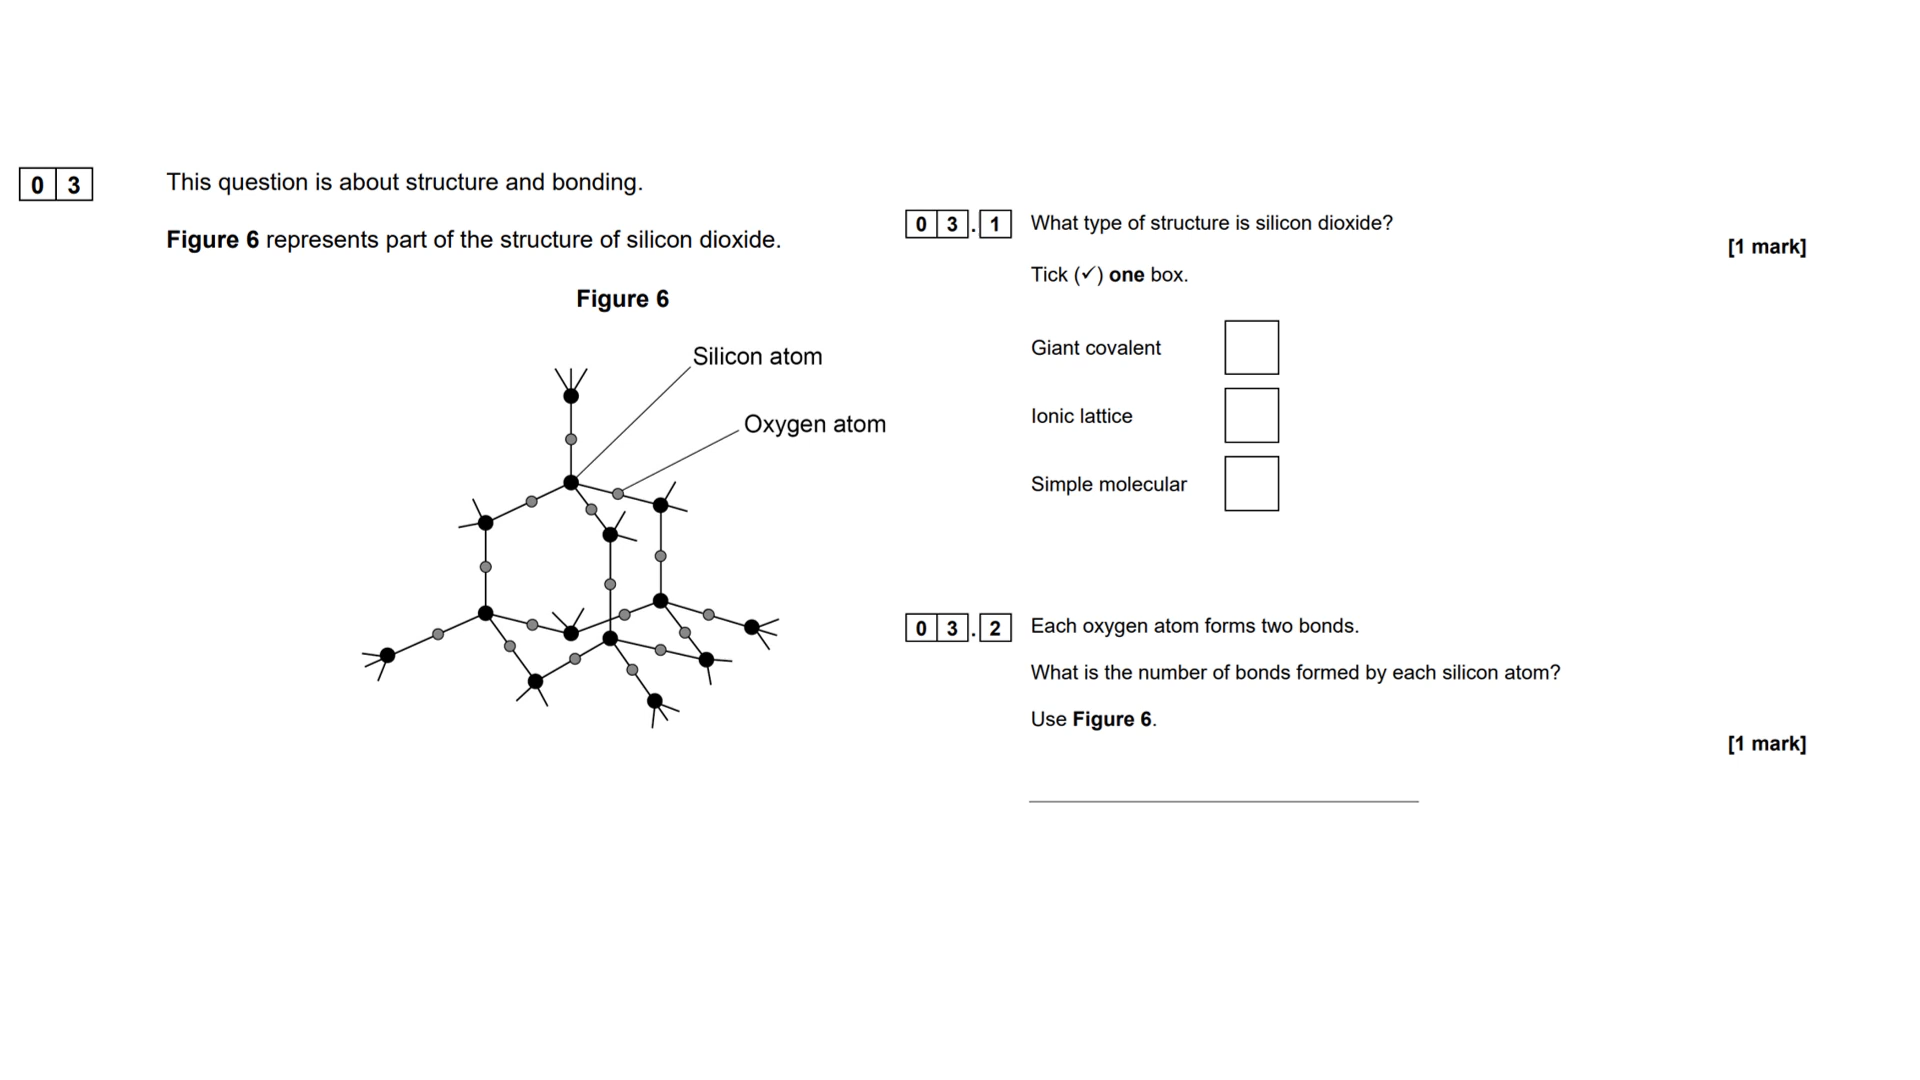 0 3 This question is about structure and bonding.
Figure 6 represents part of the structure of silicon dioxide.
Figure 6
Silicon atom
Oxygen atom
0 3 . 1 What type of structure is silicon dioxide?
[1 mark]
Tick (✓) one box.
Giant covalent
Ionic lattice
Simple molecular
0 3 . 2 Each oxygen atom forms two bonds.
What is the number of bonds formed by each silicon atom?
Use Figure 6.
[1 mark]